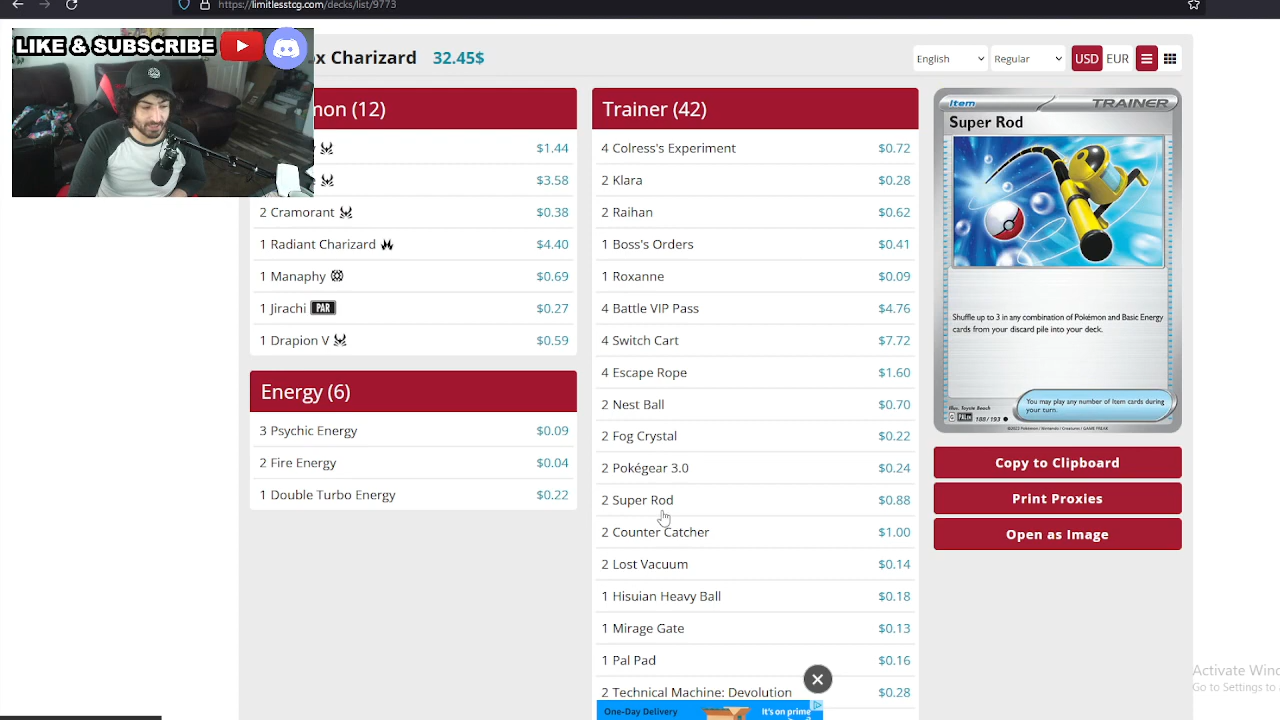 https://limitlesstcg.com/decks/list/9773
LIKE & SUBSCRIBE
x Charizard 32.45$
English Regular USD EUR
mon (12)
$1.44
$3.58
2 Cramorant $0.38
1 Radiant Charizard $4.40
1 Manaphy $0.69
1 Jirachi PAR $0.27
1 Drapion V $0.59
Energy (6)
3 Psychic Energy $0.09
2 Fire Energy $0.04
1 Double Turbo Energy $0.22
Trainer (42)
4 Colress's Experiment $0.72
2 Klara $0.28
2 Raihan $0.62
1 Boss's Orders $0.41
1 Roxanne $0.09
4 Battle VIP Pass $4.76
4 Switch Cart $7.72
4 Escape Rope $1.60
2 Nest Ball $0.70
2 Fog Crystal $0.22
2 Pokégear 3.0 $0.24
2 Super Rod $0.88
2 Counter Catcher $1.00
2 Lost Vacuum $0.14
1 Hisuian Heavy Ball $0.18
1 Mirage Gate $0.13
1 Pal Pad $0.16
2 Technical Machine: Devolution $0.28
One-Day Delivery It's on prime
Item TRAINER
Super Rod
Shuffle up to 3 in any combination of Pokémon and Basic Energy
cards from your discard pile into your deck.
You may play any number of Item cards during
your turn.
188/193
Copy to Clipboard
Print Proxies
Open as Image
Activate Wind
Go to Settings to a